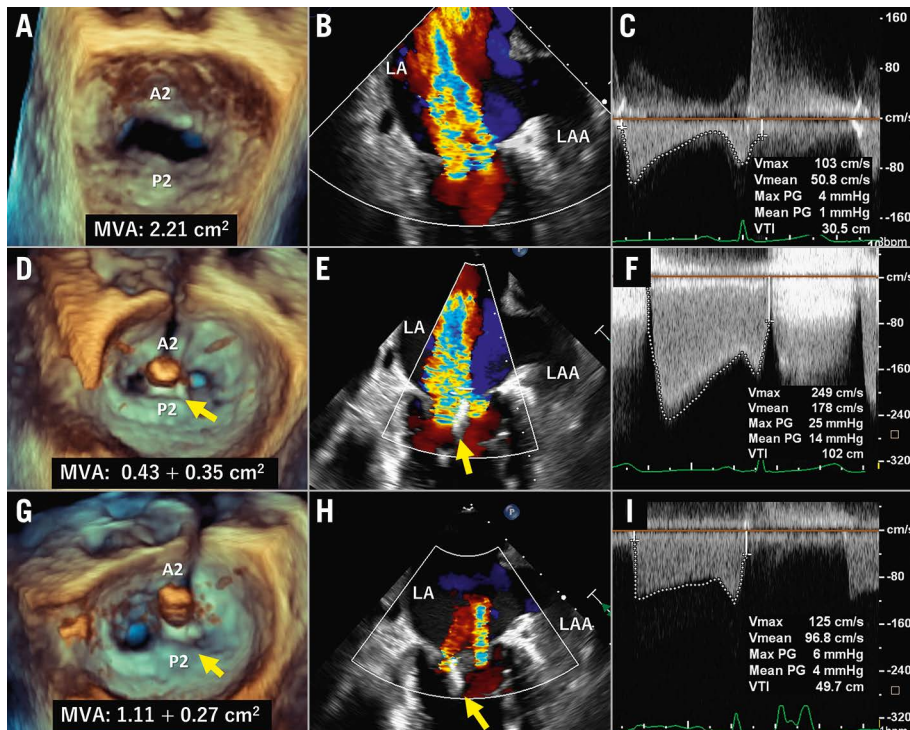 A
A2
P2
MVA: 2.21 cm²
B
LA
LAA
C
160
80
cm/s
-80
-160
Vmax 103 cm/s
Vmean 50.8 cm/s
Max PG 4 mmHg
Mean PG 1 mmHg
VTI 30.5 cm
D
A2
P2
MVA: 0.43 + 0.35 cm²
E
P
LA
LAA
F
cm/s
-80
-160
-240
-320
Vmax 249 cm/s
Vmean 178 cm/s
Max PG 25 mmHg
Mean PG 14 mmHg
VTI 102 cm
G
A2
P2
MVA: 1.11 + 0.27 cm²
H
P
LA
LAA
I
cm/s
-80
-160
-240
-320
Vmax 125 cm/s
Vmean 96.8 cm/s
Max PG 6 mmHg
Mean PG 4 mmHg
VTI 49.7 cm